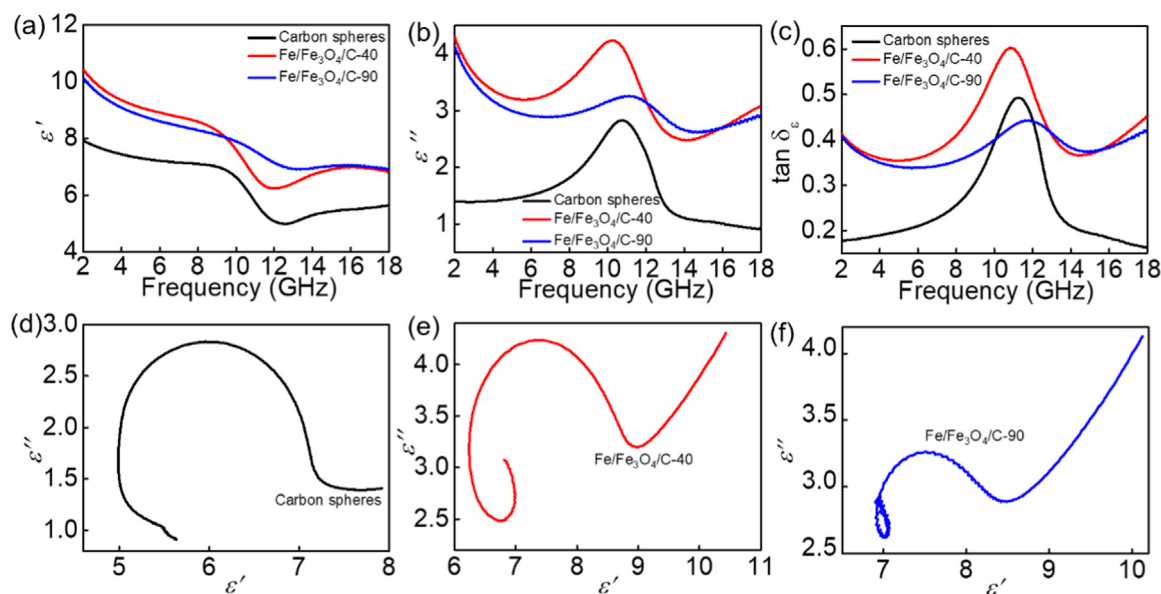 (a)
12
10
8
6
4
ε′
2 4 6 8 10 12 14 16 18
Frequency (GHz)
Carbon spheres
Fe/Fe₃O₄/C-40
Fe/Fe₃O₄/C-90
(b)
4
3
2
1
ε″
2 4 6 8 10 12 14 16 18
Frequency (GHz)
Carbon spheres
Fe/Fe₃O₄/C-40
Fe/Fe₃O₄/C-90
(c)
0.6
0.5
0.4
0.3
0.2
tan δε
2 4 6 8 10 12 14 16 18
Frequency (GHz)
Carbon spheres
Fe/Fe₃O₄/C-40
Fe/Fe₃O₄/C-90
(d)
3.0
2.5
2.0
1.5
1.0
ε″
Carbon spheres
5 6 7 8
ε′
(e)
4.5
4.0
3.5
3.0
2.5
ε″
Fe/Fe₃O₄/C-40
6 7 8 9 10 11
ε′
(f)
4.0
3.5
3.0
2.5
ε″
Fe/Fe₃O₄/C-90
7 8 9 10
ε′